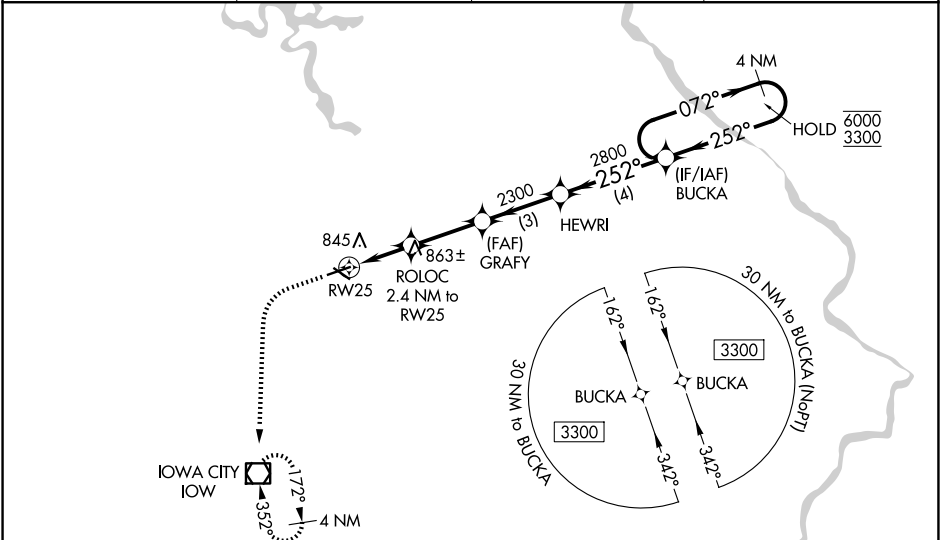 4 NM
072°
HOLD 6000
3300
252°
2800
252°
(4)
(IF/IAF)
BUCKA
2300
(3)
HEWRI
(FAF)
GRAFY
845
863±
ROLOC
2.4 NM to
RW25
RW25
30 NM to BUCKA (NoPT)
162°
162°
3300
BUCKA
BUCKA
30 NM to BUCKA
3300
342°
342°
IOWA CITY
IOW
172°
352°
4 NM